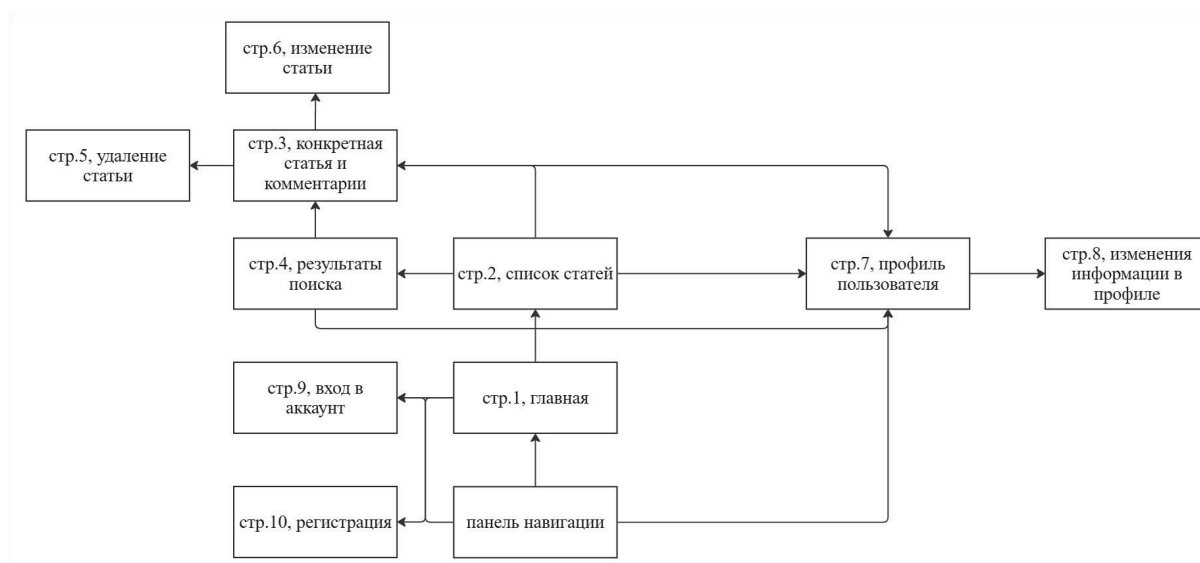 стр.6, изменение
статьи
стр.5, удаление
статьи
стр.3, конкретная
статья и
комментарии
стр.4, результаты
поиска
стр.2, список статей
стр.7, профиль
пользователя
стр.8, изменения
информации в
профиле
стр.9, вход в
аккаунт
стр.1, главная
стр.10, регистрация
панель навигации